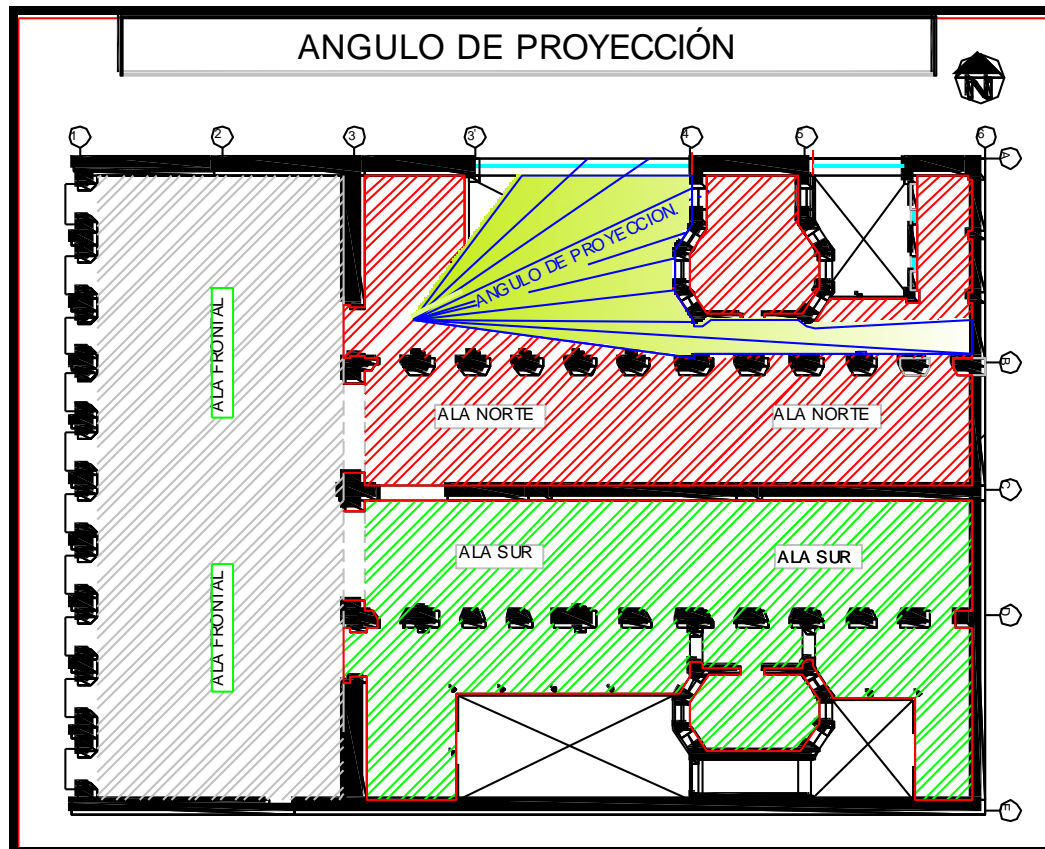 ANGULO DE PROYECCIÓN
N
1
2
3
3'
4
5
6
A
ANGULO DE PROYECCION.
ALA FRONTAL
B
ALA NORTE
ALA NORTE
C
ALA SUR
ALA SUR
ALA FRONTAL
D
E